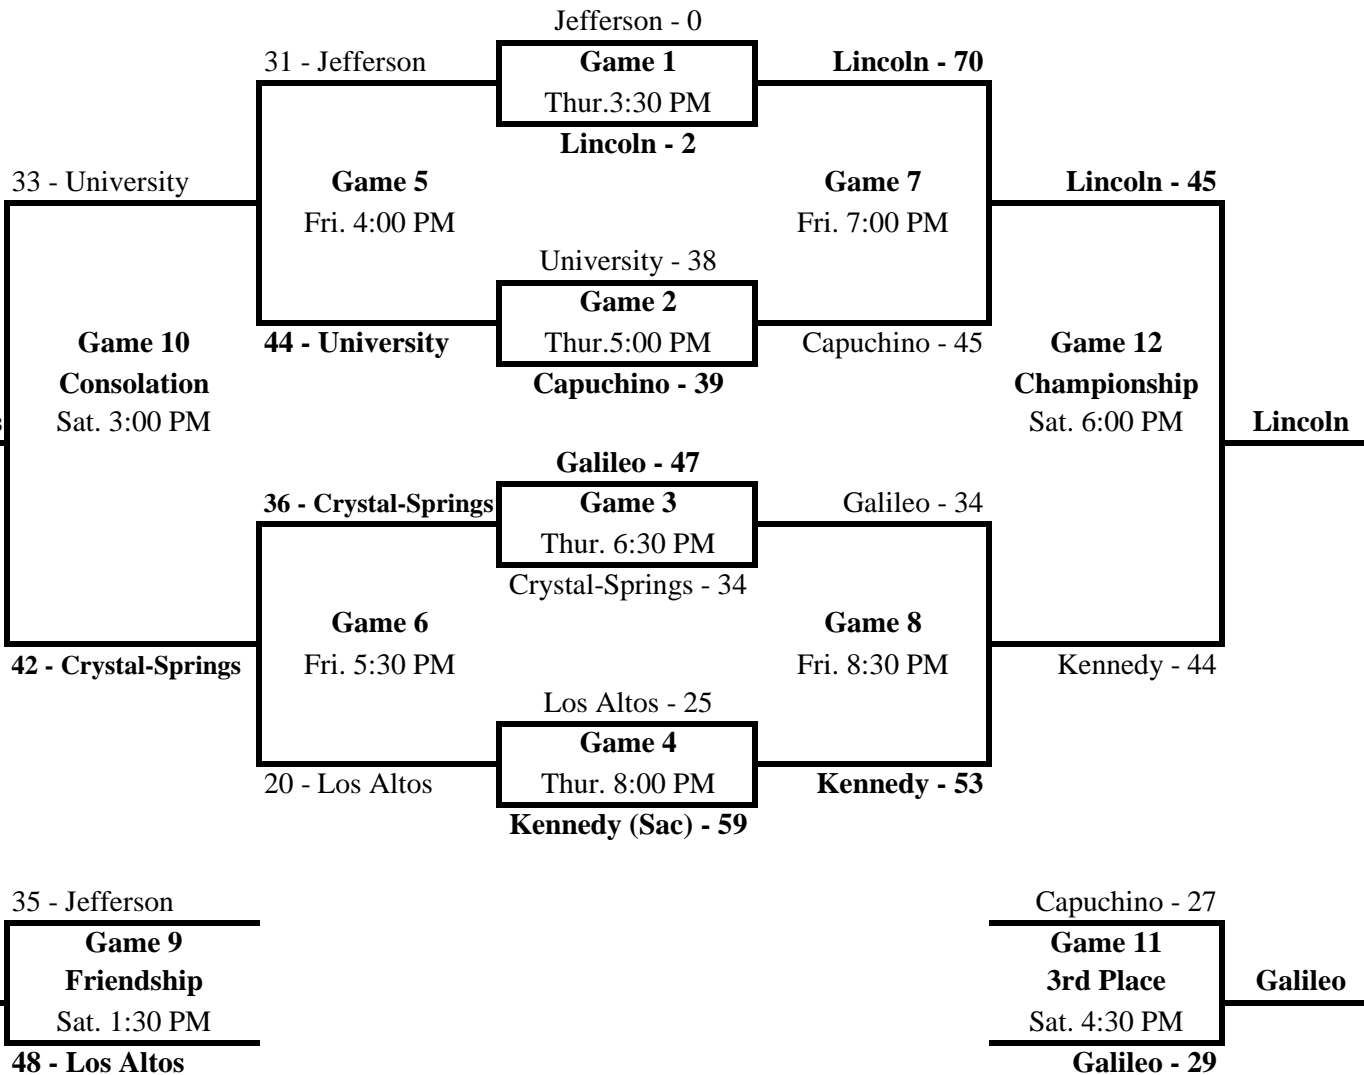 Jefferson - 0
31 - Jefferson
Game 1
Lincoln - 70
Thur.3:30 PM
Lincoln - 2
33 - University
Game 5
Game 7
Lincoln - 45
Fri. 4:00 PM
Fri. 7:00 PM
University - 38
Game 2
Game 10
44 - University
Thur.5:00 PM
Capuchino - 45
Game 12
Consolation
Capuchino - 39
Championship
Sat. 3:00 PM
Sat. 6:00 PM
Lincoln
Galileo - 47
36 - Crystal-Springs
Game 3
Galileo - 34
Thur. 6:30 PM
Crystal-Springs - 34
Game 6
Game 8
42 - Crystal-Springs
Fri. 5:30 PM
Fri. 8:30 PM
Kennedy - 44
Los Altos - 25
Game 4
20 - Los Altos
Thur. 8:00 PM
Kennedy - 53
Kennedy (Sac) - 59
35 - Jefferson
Capuchino - 27
Game 9
Game 11
Friendship
3rd Place
Galileo
Sat. 1:30 PM
Sat. 4:30 PM
48 - Los Altos
Galileo - 29